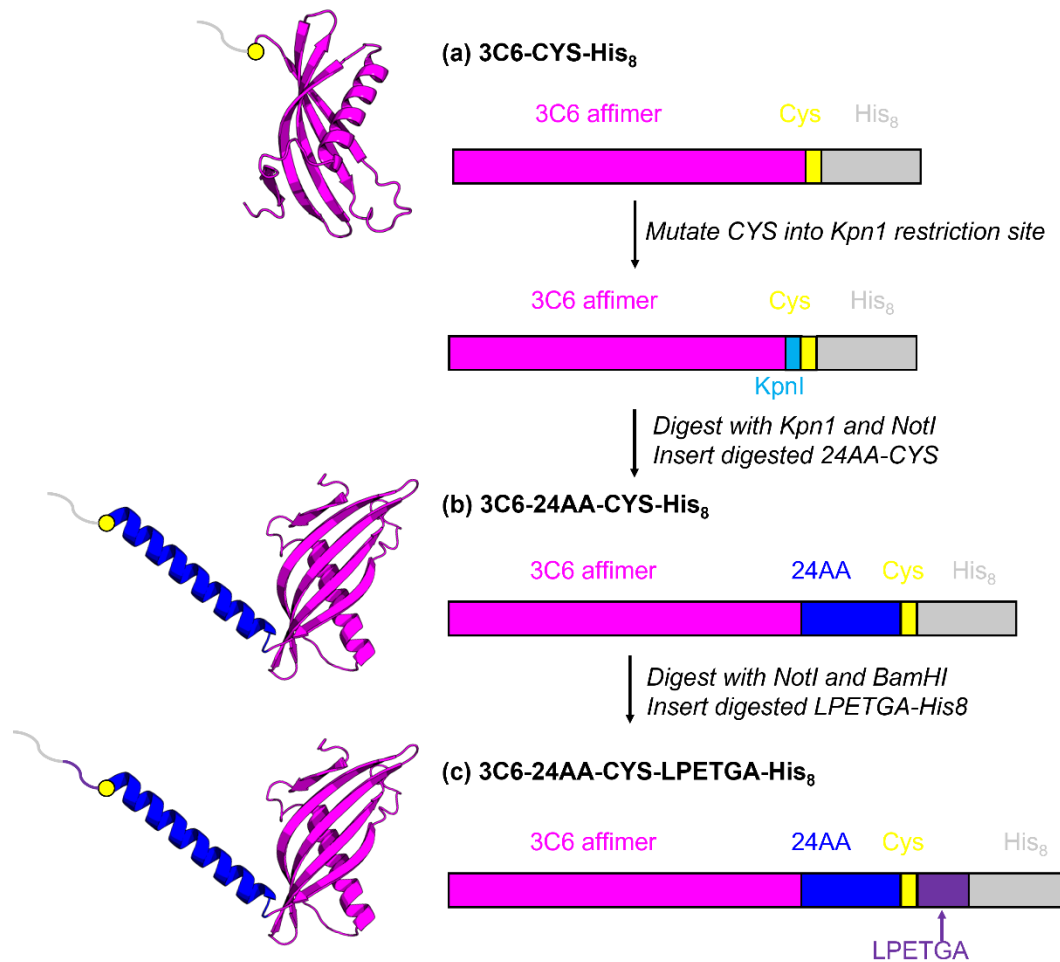 (a) 3C6-CYS-His₈
3C6 affimer Cys His₈
Mutate CYS into Kpn1 restriction site
3C6 affimer Cys His₈
KpnI
Digest with Kpn1 and NotI
Insert digested 24AA-CYS
(b) 3C6-24AA-CYS-His₈
3C6 affimer 24AA Cys His₈
Digest with NotI and BamHI
Insert digested LPETGA-His8
(c) 3C6-24AA-CYS-LPETGA-His₈
3C6 affimer 24AA Cys His₈
LPETGA